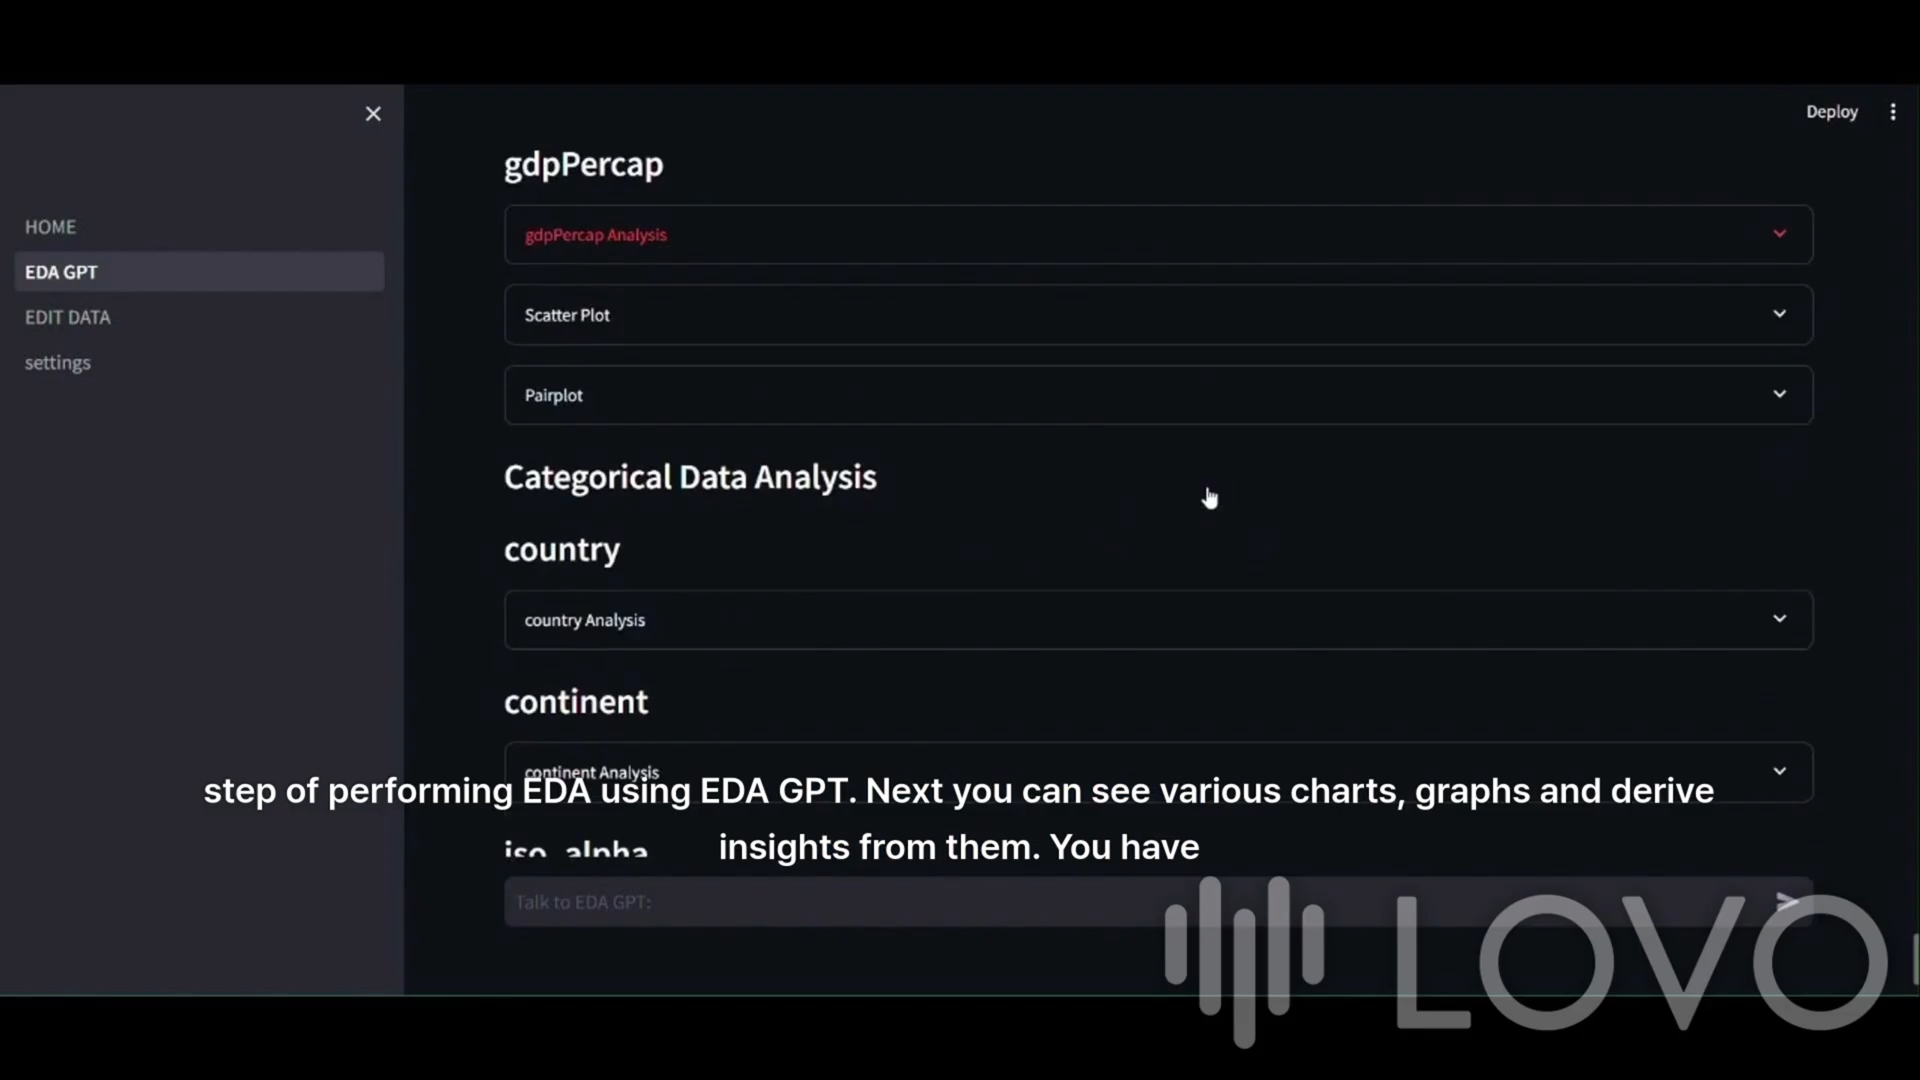 Deploy
gdpPercap
HOME
gdpPercap Analysis
EDA GPT
EDIT DATA
Scatter Plot
settings
Pairplot
Categorical Data Analysis
country
country Analysis
continent
continent Analysis
step of performing EDA using EDA GPT. Next you can see various charts, graphs and derive
insights from them. You have
iso_alpha
Talk to EDA GPT:
LOVO